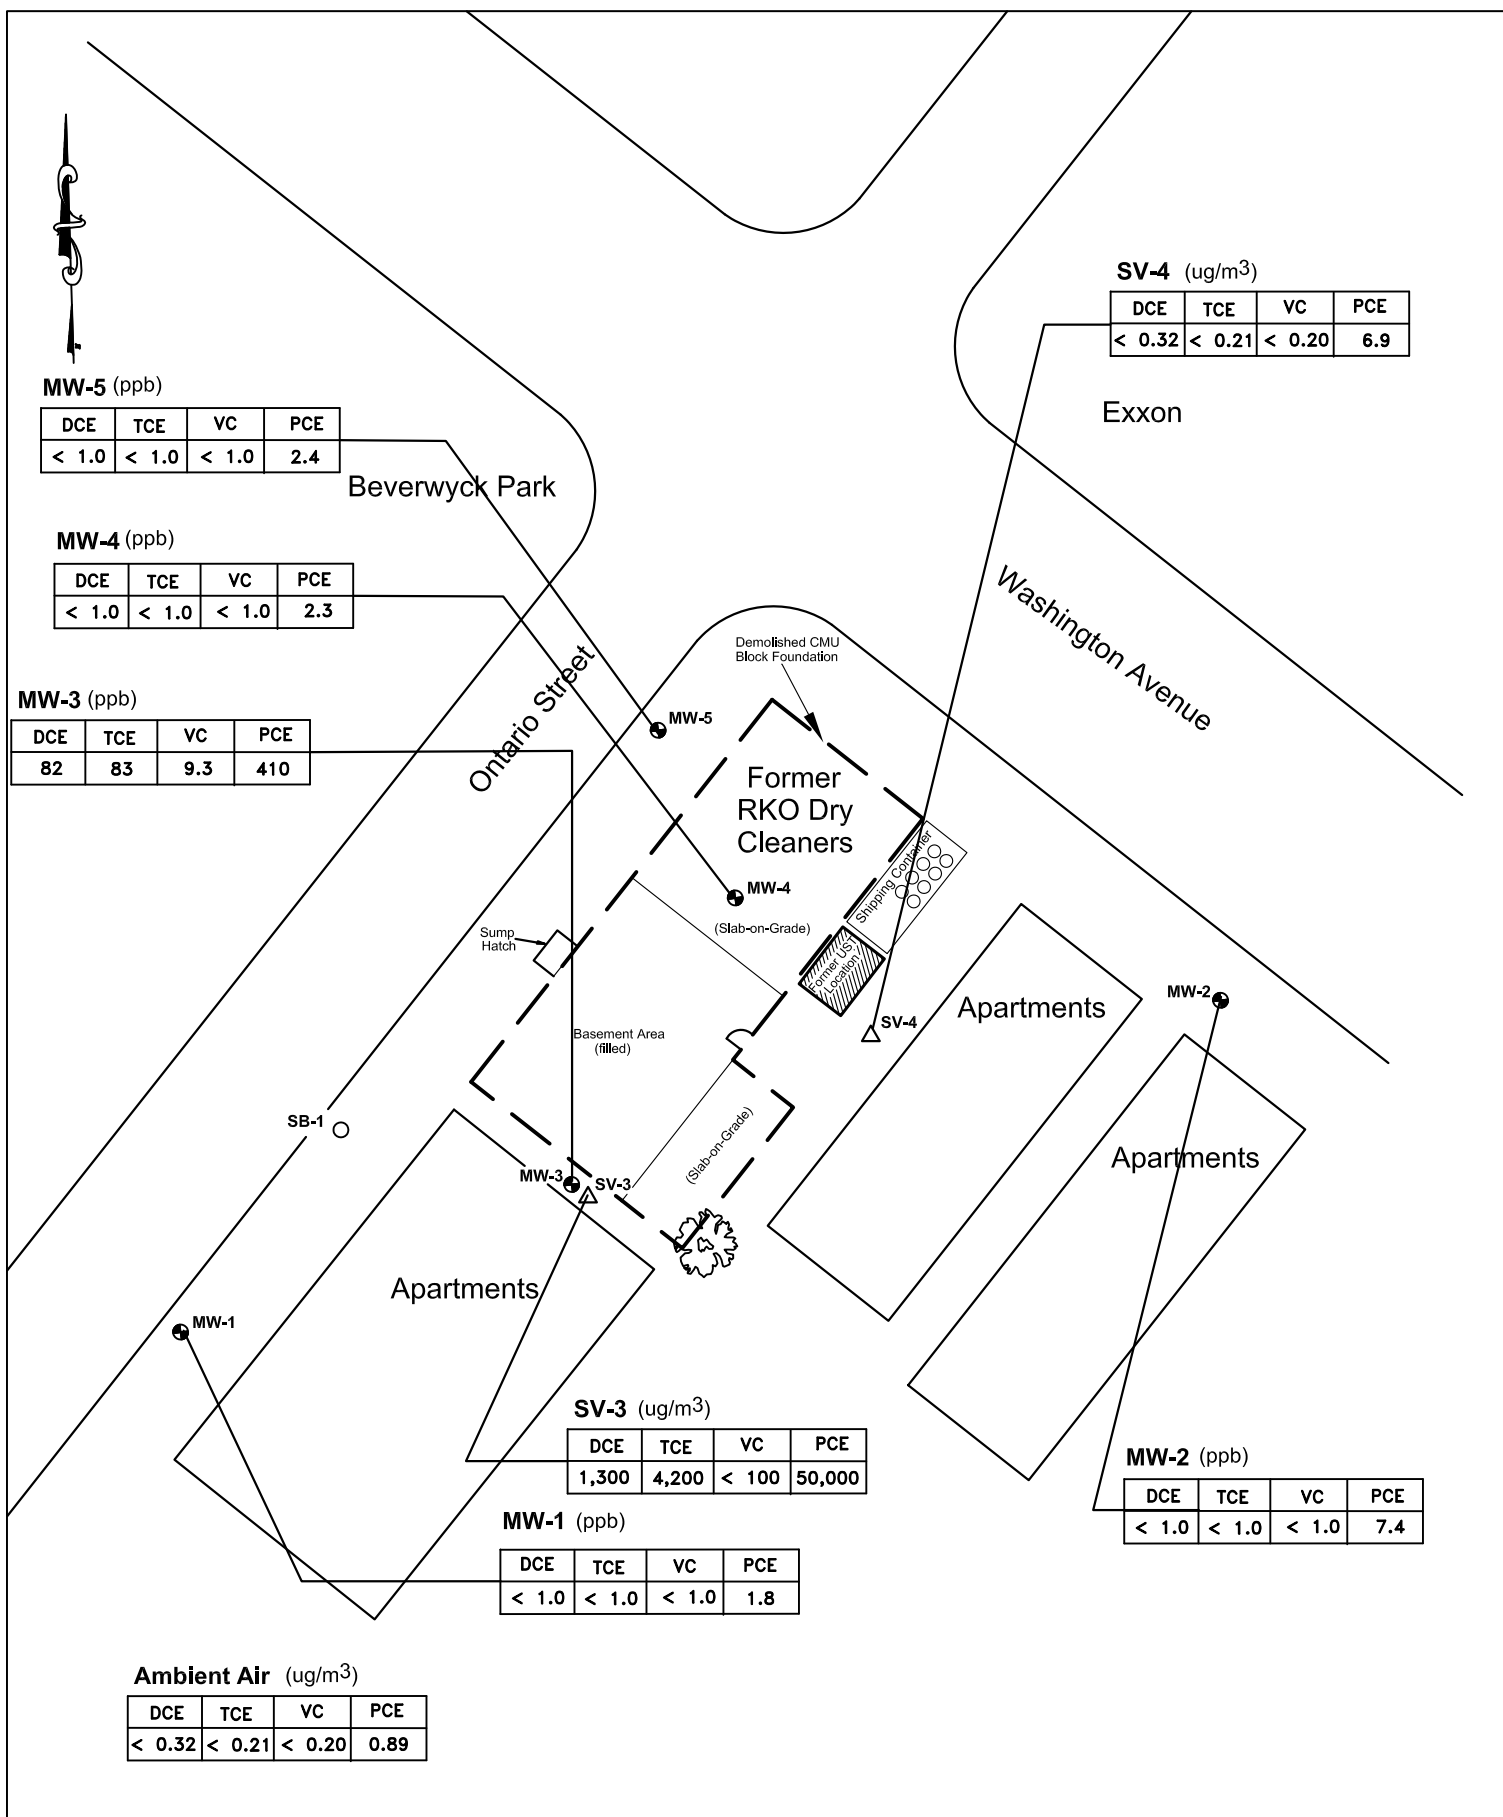 SV-4 (ug/m3)
DCE TCE VC PCE
< 0.32 < 0.21 < 0.20 6.9
Exxon
MW-5 (ppb)
DCE TCE VC PCE
< 1.0 < 1.0 < 1.0 2.4
Beverwyck Park
MW-4 (ppb)
DCE TCE VC PCE
< 1.0 < 1.0 < 1.0 2.3
Washington Avenue
Ontario Street
Demolished CMU
Block Foundation
MW-3 (ppb)
DCE TCE VC PCE
82 83 9.3 410
MW-5
Former
RKO Dry
Cleaners
Shipping Container
MW-4
(Slab-on-Grade)
Sump
Hatch
Former UST
Location
SV-4
Apartments
MW-2
Basement Area
(filled)
SB-1
(Slab-on-Grade)
Apartments
MW-3
SV-3
Apartments
MW-1
SV-3 (ug/m3)
DCE TCE VC PCE
1,300 4,200 < 100 50,000
MW-2 (ppb)
DCE TCE VC PCE
< 1.0 < 1.0 < 1.0 7.4
MW-1 (ppb)
DCE TCE VC PCE
< 1.0 < 1.0 < 1.0 1.8
Ambient Air (ug/m3)
DCE TCE VC PCE
< 0.32 < 0.21 < 0.20 0.89